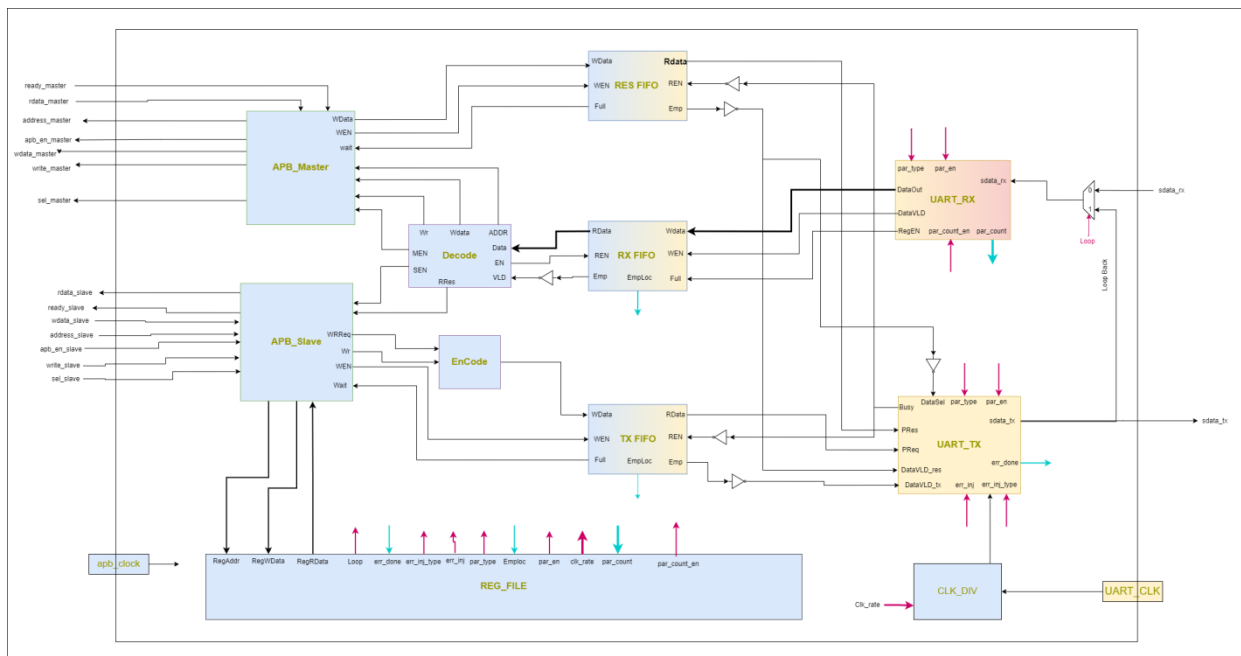 ready_master
rdata_master
address_master
apb_en_master
wdata_master
write_master
sel_master
APB_Master
WData
WEN
wait
WData
Rdata
RES FIFO
REN
WEN
Full
Emp
par_type
par_en
sdata_rx
DataOut
UART_RX
DataVLD
RegEN
par_count_en
par_count
0
1
Loop
sdata_rx
Loop Back
Wr
Wdata
ADDR
Data
MEN
Decode
EN
SEN
VLD
RRes
RData
Wdata
REN
RX FIFO
WEN
Emp
EmpLoc
Full
rdata_slave
ready_slave
wdata_slave
address_slave
apb_en_slave
write_slave
sel_slave
APB_Slave
WRReq
Wr
WEN
Wait
EnCode
WData
RData
WEN
TX FIFO
REN
Full
EmpLoc
Emp
Busy
DataSel
par_type
par_en
sdata_tx
PRes
UART_TX
PReq
err_done
DataVLD_res
DataVLD_tx
err_inj
err_inj_type
sdata_tx
apb_clock
RegAddr
RegWData
RegRData
Loop
err_done
err_inj_type
err_inj
par_type
Emploc
par_en
clk_rate
par_count
par_count_en
REG_FILE
Clk_rate
CLK_DIV
UART_CLK